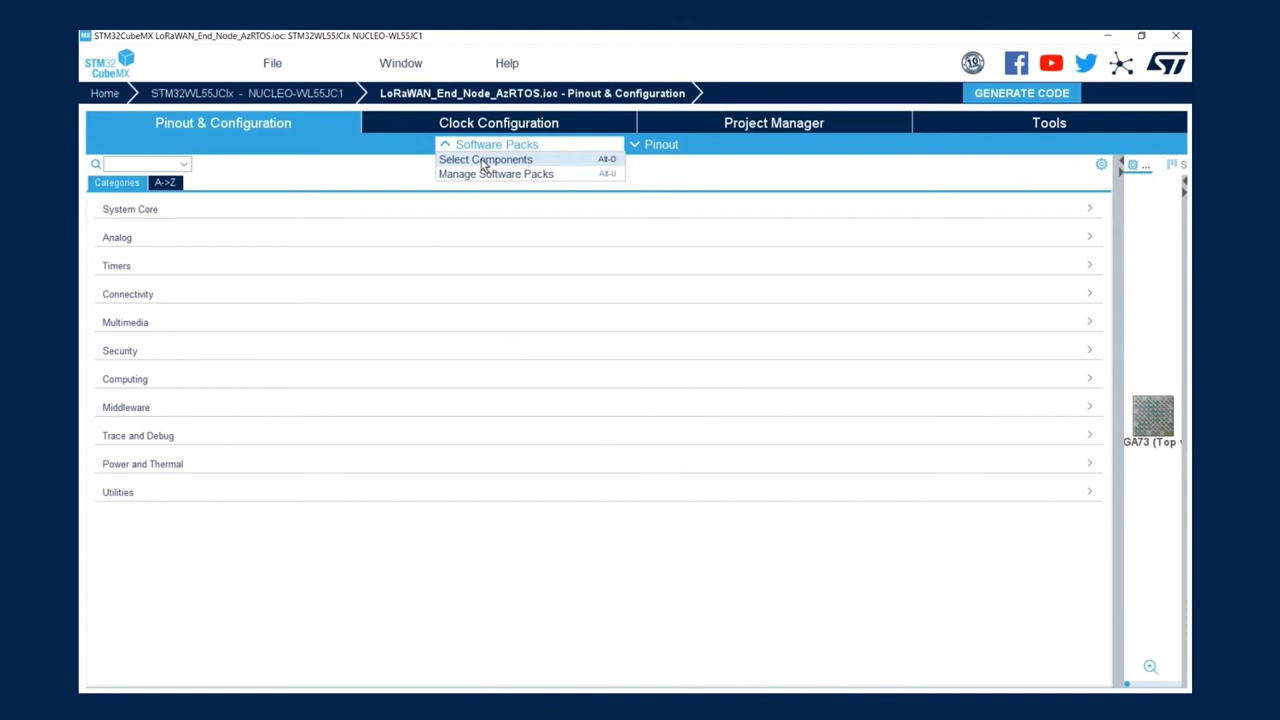 MX STM32CubeMX LoRaWAN_End_Node_AzRTOS.ioc: STM32WL55JCIx NUCLEO-WL55JC1
STM32
CubeMX
File
Window
Help
10
ST
Home
STM32WL55JCIx - NUCLEO-WL55JC1
LoRaWAN_End_Node_AzRTOS.ioc - Pinout & Configuration
GENERATE CODE
Pinout & Configuration
Clock Configuration
Project Manager
Tools
Software Packs
Pinout
Select Components Alt-O
Manage Software Packs Alt-U
... S
Categories
A->Z
System Core
Analog
Timers
Connectivity
Multimedia
Security
Computing
Middleware
Trace and Debug
Power and Thermal
Utilities
GA73 (Top